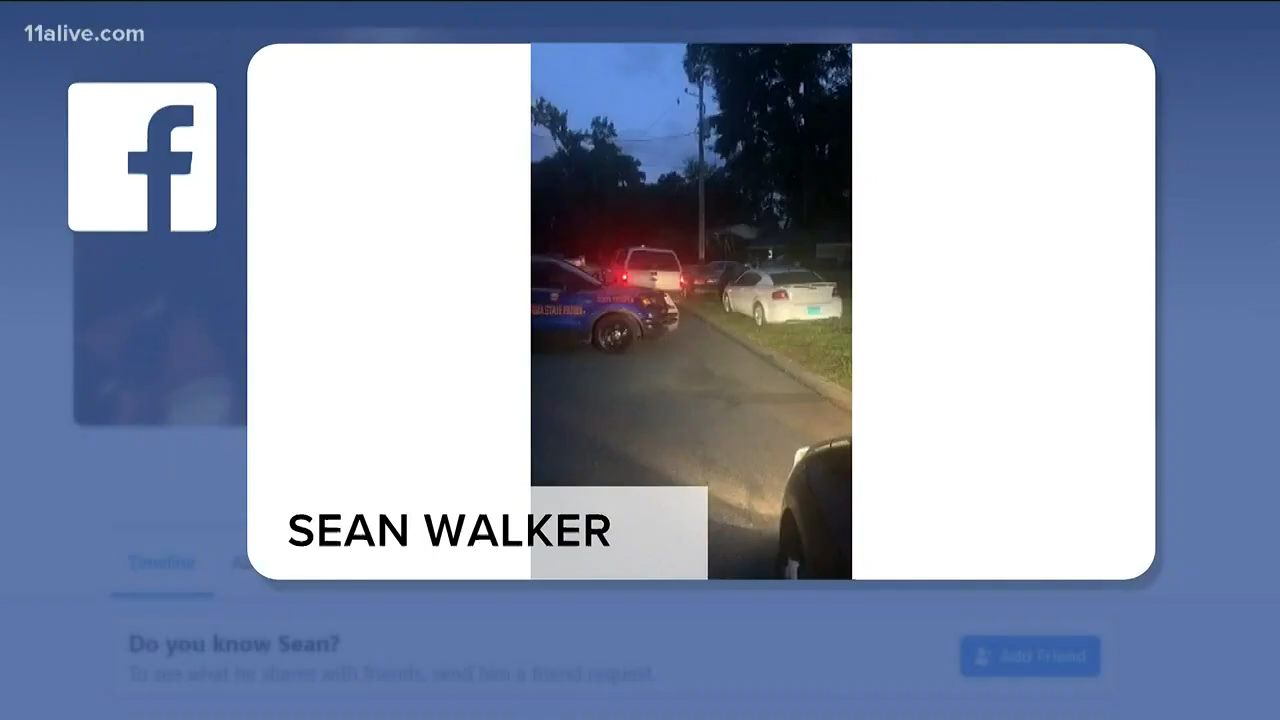 11alive.com
f
SEAN WALKER
Timeline
Do you know Sean?
To see what he shares with friends, send him a friend request.
Add Friend